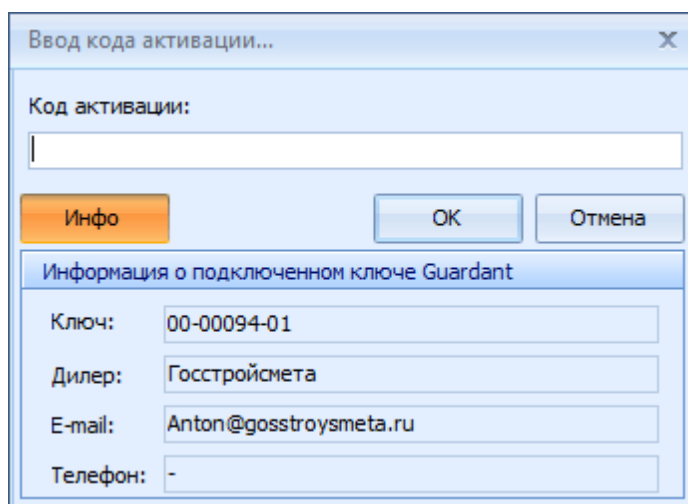 Ввод кода активации...
Код активации:
Инфо OK Отмена
Информация о подключенном ключе Guardant
Ключ: 00-00094-01
Дилер: Госстройсмета
E-mail: Anton@gosstroysmeta.ru
Телефон: -